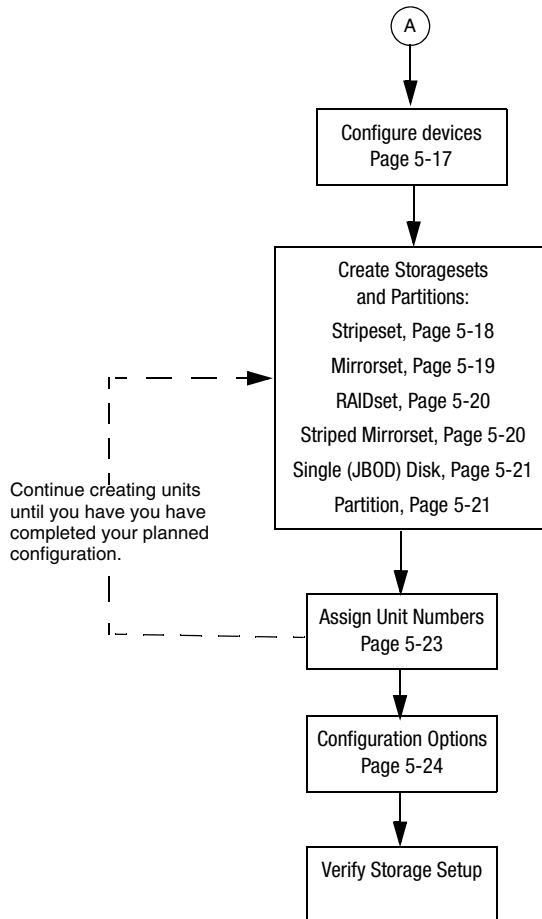 A
Configure devices
Page 5-17
Create Storagesets
and Partitions:
Stripeset, Page 5-18
Mirrorset, Page 5-19
RAIDset, Page 5-20
Striped Mirrorset, Page 5-20
Single (JBOD) Disk, Page 5-21
Partition, Page 5-21
Continue creating units
until you have you have
completed your planned
configuration.
Assign Unit Numbers
Page 5-23
Configuration Options
Page 5-24
Verify Storage Setup